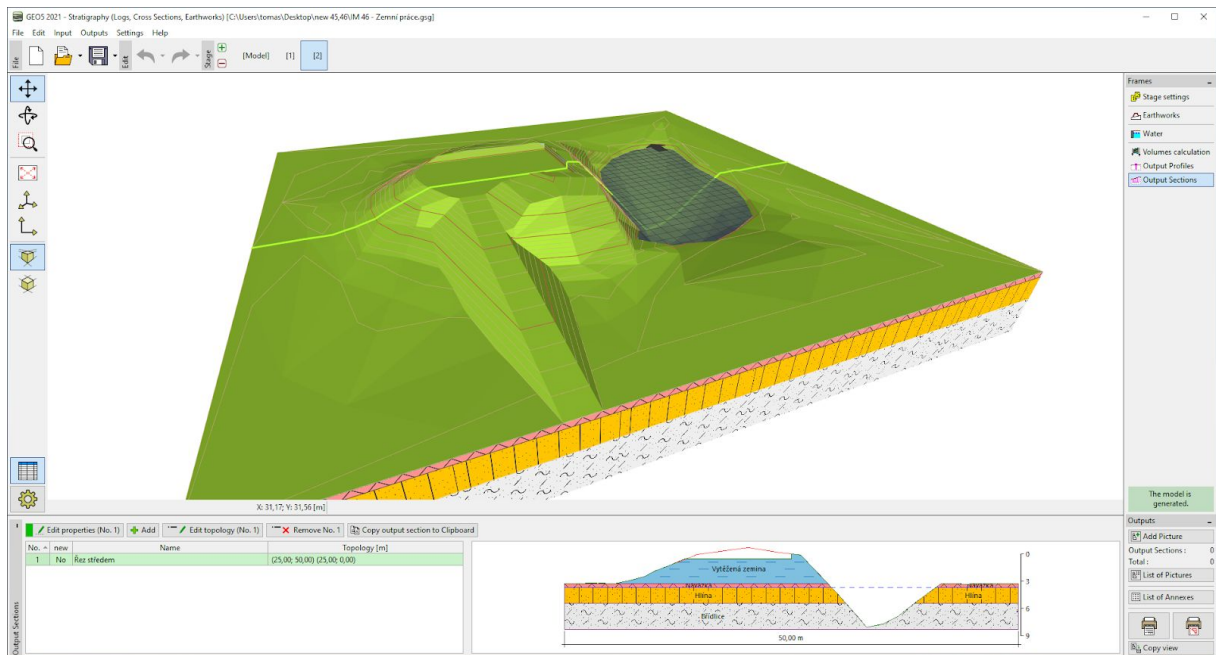 GEO5 2021 - Stratigraphy (Logs, Cross Sections, Earthworks) [C:\Users\tomas\Desktop\new 45,46\IM 46 - Zemní práce.gsg]
File Edit Input Outputs Settings Help
File
Edit
Stage
[Model] [1] [2]
Frames
Stage settings
Earthworks
Water
Volumes calculation
Output Profiles
Output Sections
X: 31,17; Y: 31,56 [m]
The model is
generated.
Edit properties (No. 1) Add Edit topology (No. 1) Remove No. 1 Copy output section to Clipboard
No. new Name Topology [m]
1 No Řez středem (25,00; 50,00) (25,00; 0,00)
Output Sections
Vytěžená zemina
Navážka
Navážka
Hlína
Hlína
Břidlice
50,00 m
0
3
6
9
Outputs
Add Picture
Output Sections : 0
Total : 0
List of Pictures
List of Annexes
Copy view